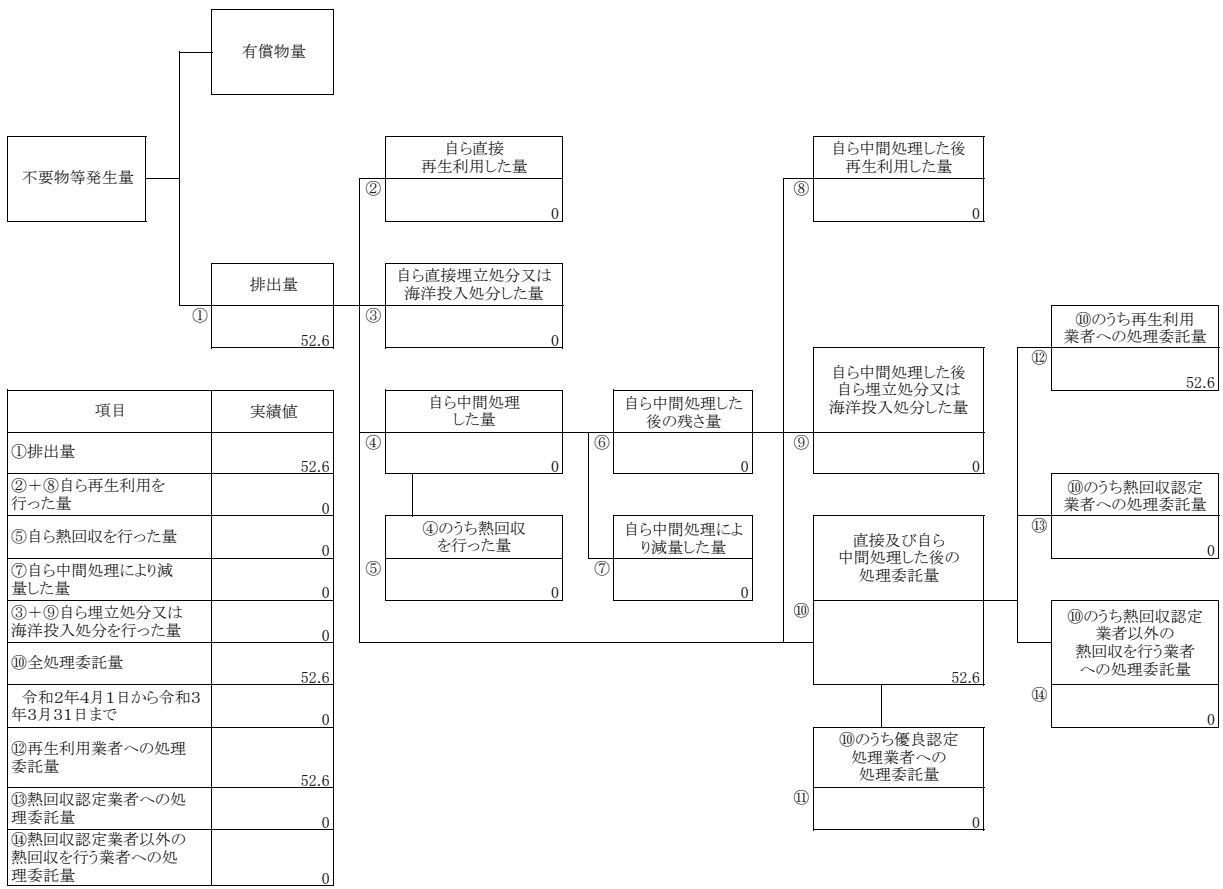 有償物量
不要物等発生量
排出量
①
52.6
自ら直接
再生利用した量
②
0
自ら直接埋立処分又は
海洋投入処分した量
③
0
自ら中間処理
した量
④
0
④のうち熱回収
を行った量
⑤
0
自ら中間処理した
後の残さ量
⑥
0
自ら中間処理によ
り減量した量
⑦
0
自ら中間処理した後
再生利用した量
⑧
0
自ら中間処理した後
自ら埋立処分又は
海洋投入処分した量
⑨
0
直接及び自ら
中間処理した後の
処理委託量
⑩
52.6
⑩のうち優良認定
処理業者への
処理委託量
⑪
0
⑩のうち再生利用
業者への処理委託量
⑫
52.6
⑩のうち熱回収認定
業者への処理委託量
⑬
0
⑩のうち熱回収認定
業者以外の
熱回収を行う業者
への処理委託量
⑭
0
項目 実績値
①排出量
52.6
②+⑧自ら再生利用を
行った量
0
⑤自ら熱回収を行った量
0
⑦自ら中間処理により減
量した量
0
③+⑨自ら埋立処分又は
海洋投入処分を行った量
0
⑩全処理委託量
52.6
令和2年4月1日から令和3
年3月31日まで
0
⑫再生利用業者への処理
委託量
52.6
⑬熱回収認定業者への処
理委託量
0
⑭熱回収認定業者以外の
熱回収を行う業者への処
理委託量
0